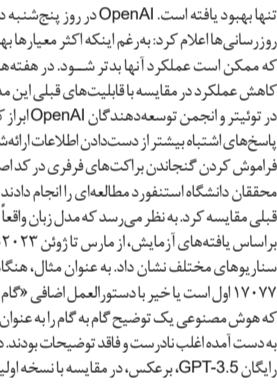 تنها بهبود یافته است. OpenAI در روز پنج‌شنبه د
روزرسانی‌ها اعلام کرد: به‌رغم اینکه اکثر معیارها به
که ممکن است عملکرد آنها بدتر شــود. در هفته‌ها
کاهش عملکرد در مقایسه با قابلیت‌های قبلی این مد
در توئیتر و انجمن توسعه‌دهندگان OpenAI ابراز ک
پاسخ‌های اشتباه بیشتر از دست‌دادن اطلاعات ارائه‌ش
فراموش کردن گنجاندن براکت‌های فرفری در کد اص
محققان دانشگاه استنفورد مطالعه‌ای را انجام دادند
قبلی مقایسه کرد. به نظر می‌رسد که مدل زبان واقعاً
براساس یافته‌های آزمایش، از مارس تا ژوئن ۲۰۲۳
سناریوهای مختلف نشان داد. به عنوان مثال، هنگا
۱۷۰۷۷ اول است یا خیر با دستورالعمل اضافی «گام
که هوش مصنوعی یک توضیح گام به گام را به عنوان
به دست آمده اغلب نادرست و فاقد توضیحات بودند. د
رایگان GPT-3.5، برعکس، در مقایسه با نسخه اولی